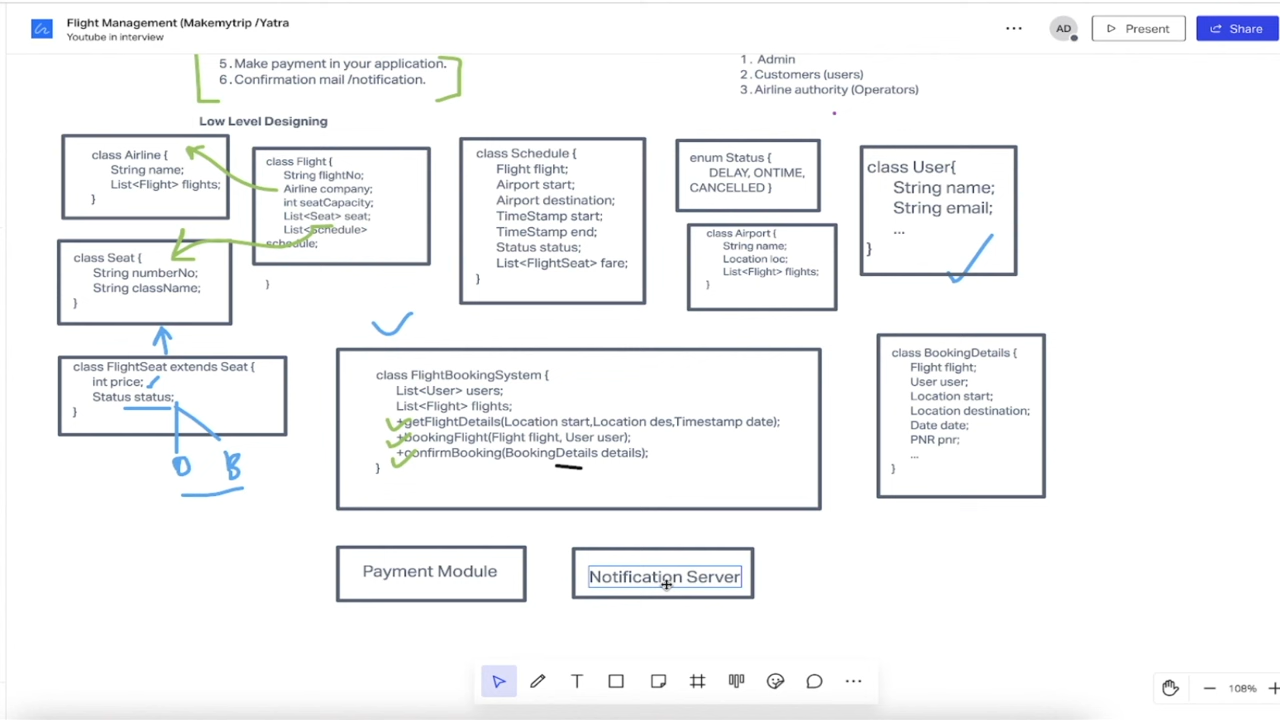 Flight Management (Makemytrip /Yatra
Youtube in interview
AD
Present
Share
5. Make payment in your application.
6. Confirmation mail /notification.
1. Admin
2. Customers (users)
3. Airline authority (Operators)
Low Level Designing
class Airline {
String name;
List<Flight> flights;
}
class Flight {
String flightNo;
Airline company;
int seatCapacity;
List<Seat> seat;
List<Schedule>
schedule;
}
class Schedule {
Flight flight;
Airport start;
Airport destination;
TimeStamp start;
TimeStamp end;
Status status;
List<FlightSeat> fare;
}
enum Status {
DELAY, ONTIME,
CANCELLED }
class User{
String name;
String email;
...
}
class Seat {
String numberNo;
String className;
}
class Airport {
String name;
Location loc;
List<Flight> flights;
}
class FlightSeat extends Seat {
int price;
Status status;
}
O B
class FlightBookingSystem {
List<User> users;
List<Flight> flights;
+getFlightDetails(Location start,Location des,Timestamp date);
+bookingFlight(Flight flight, User user);
+confirmBooking(BookingDetails details);
}
class BookingDetails {
Flight flight;
User user;
Location start;
Location destination;
Date date;
PNR pnr;
...
}
Payment Module
Notification Server
108%